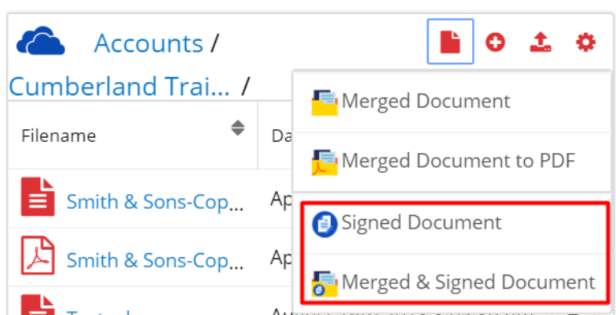 Accounts /
Cumberland Trai... /
Merged Document
Filename
Da
Merged Document to PDF
Smith & Sons-Cop...
Ap
Signed Document
Smith & Sons-Cop...
Ap
Merged & Signed Document